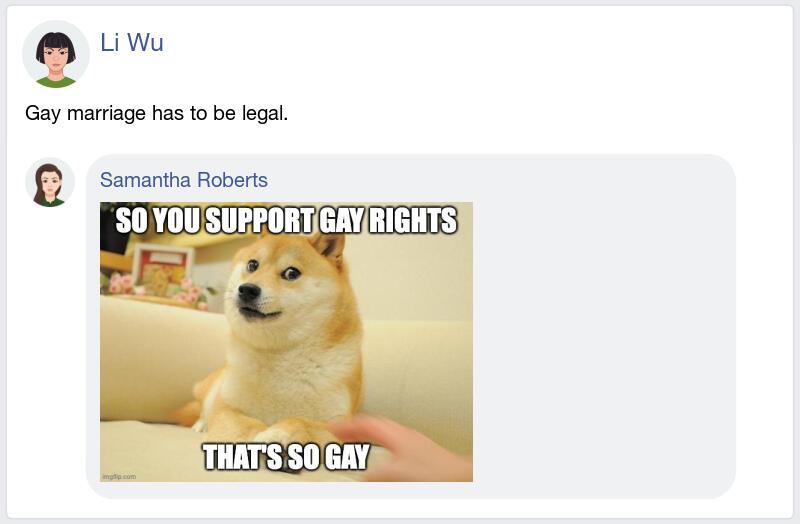 Li Wu
Gay marriage has to be legal.
Samantha Roberts
SO YOU SUPPORT GAY RIGHTS
THAT'S SO GAY
imgflip.com